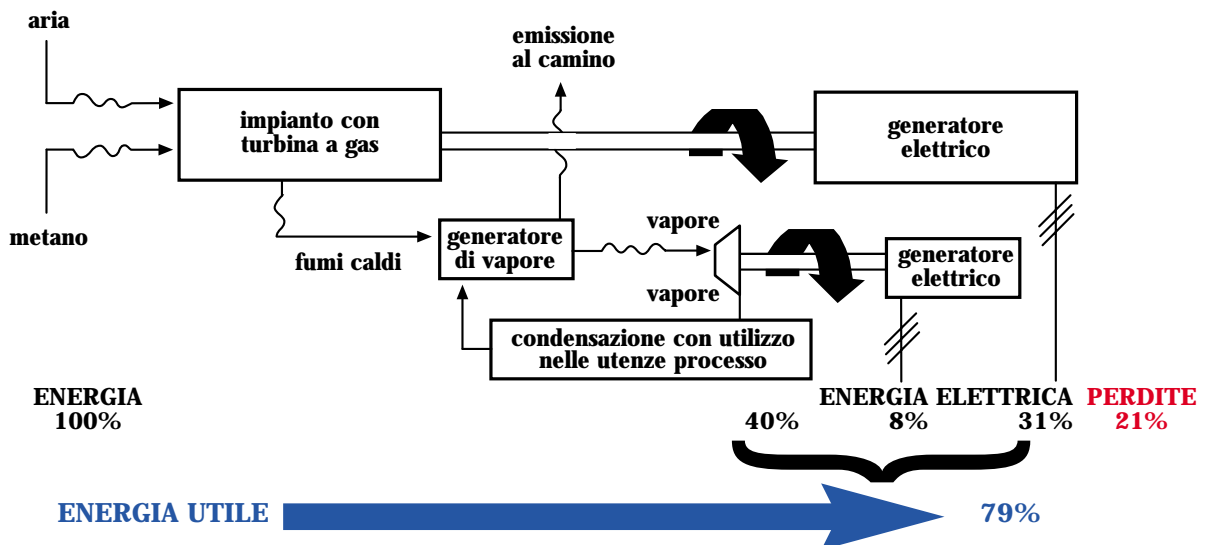 aria
emissione
al camino
impianto con
turbina a gas
generatore
elettrico
metano
fumi caldi
generatore
di vapore
vapore
vapore
generatore
elettrico
condensazione con utilizzo
nelle utenze processo
ENERGIA
100%
ENERGIA ELETTRICA PERDITE
40% 8% 31% 21%
ENERGIA UTILE 79%